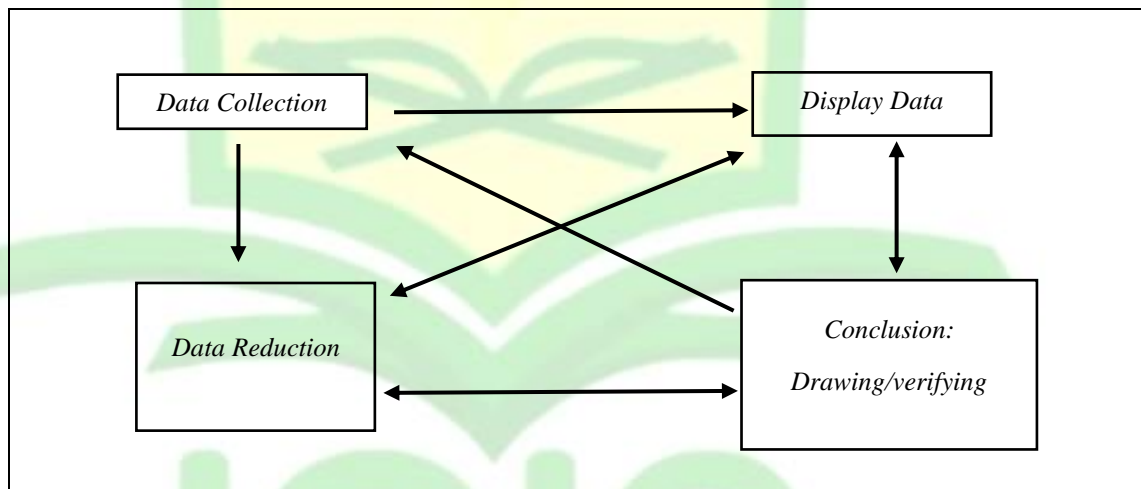 Data Collection
Display Data
Data Reduction
Conclusion:
Drawing/verifying